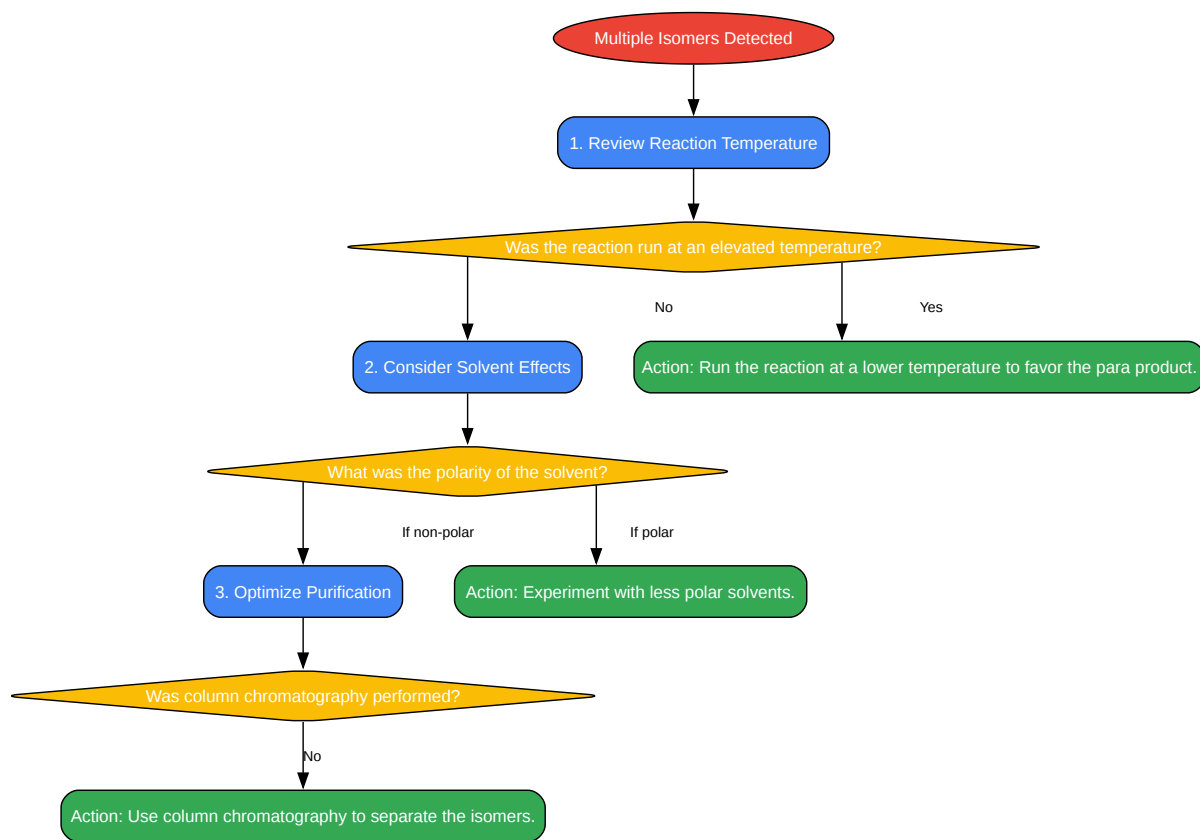 Multiple Isomers Detected
1. Review Reaction Temperature
Was the reaction run at an elevated temperature?
No
Yes
2. Consider Solvent Effects
Action: Run the reaction at a lower temperature to favor the para product.
What was the polarity of the solvent?
If non-polar
If polar
3. Optimize Purification
Action: Experiment with less polar solvents.
Was column chromatography performed?
No
Action: Use column chromatography to separate the isomers.